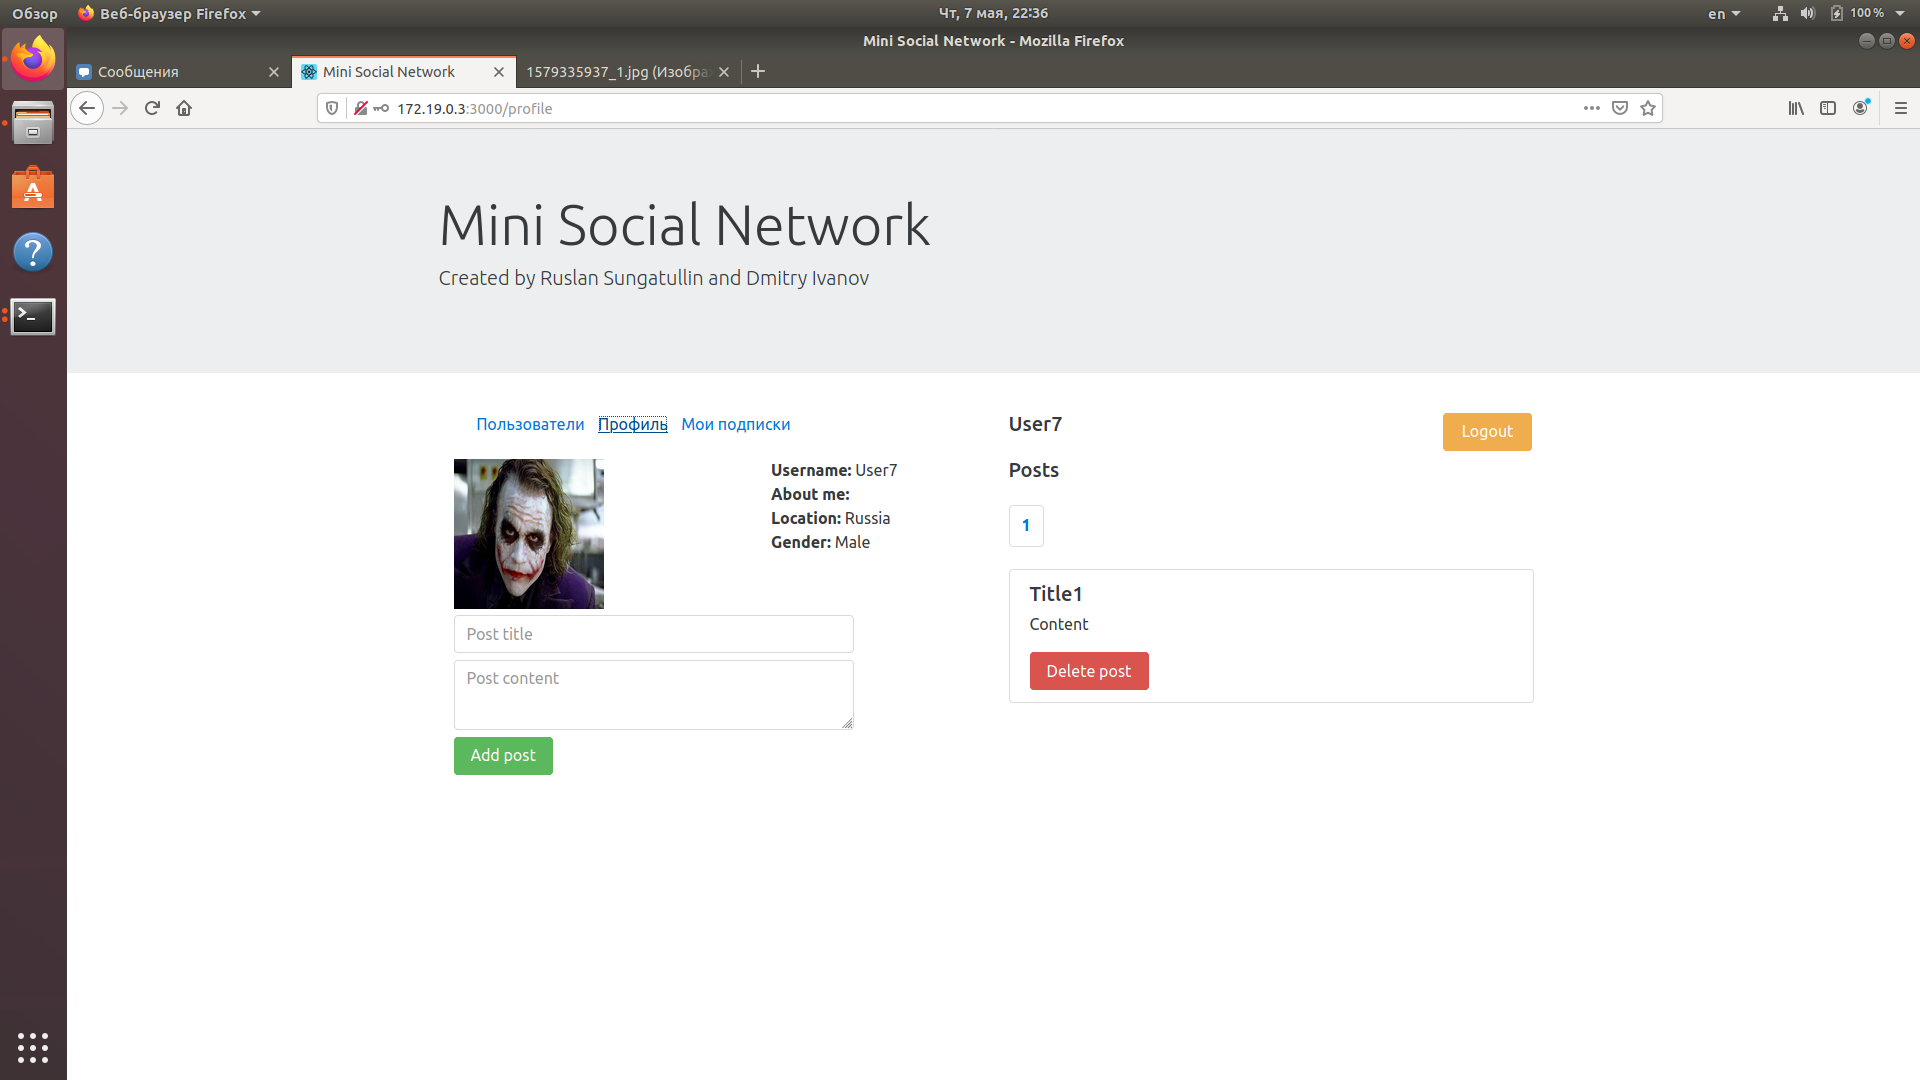 Обзор Веб-браузер Firefox Чт, 7 мая, 22:36 en 100 %
Mini Social Network - Mozilla Firefox
Сообщения Mini Social Network 1579335937_1.jpg (Изобра
172.19.0.3:3000/profile
Mini Social Network
Created by Ruslan Sungatullin and Dmitry Ivanov
Пользователи Профиль Мои подписки
Username: User7
About me:
Location: Russia
Gender: Male
Post title
Post content
Add post
User7
Logout
Posts
1
Title1
Content
Delete post